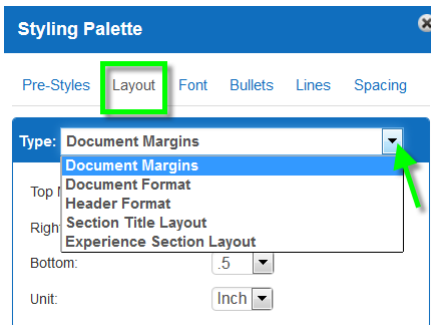 Styling Palette
Pre-Styles Layout Font Bullets Lines Spacing
Type: Document Margins
Document Margins
Top Document Format
Header Format
Section Title Layout
Experience Section Layout
Bottom: .5
Unit: Inch